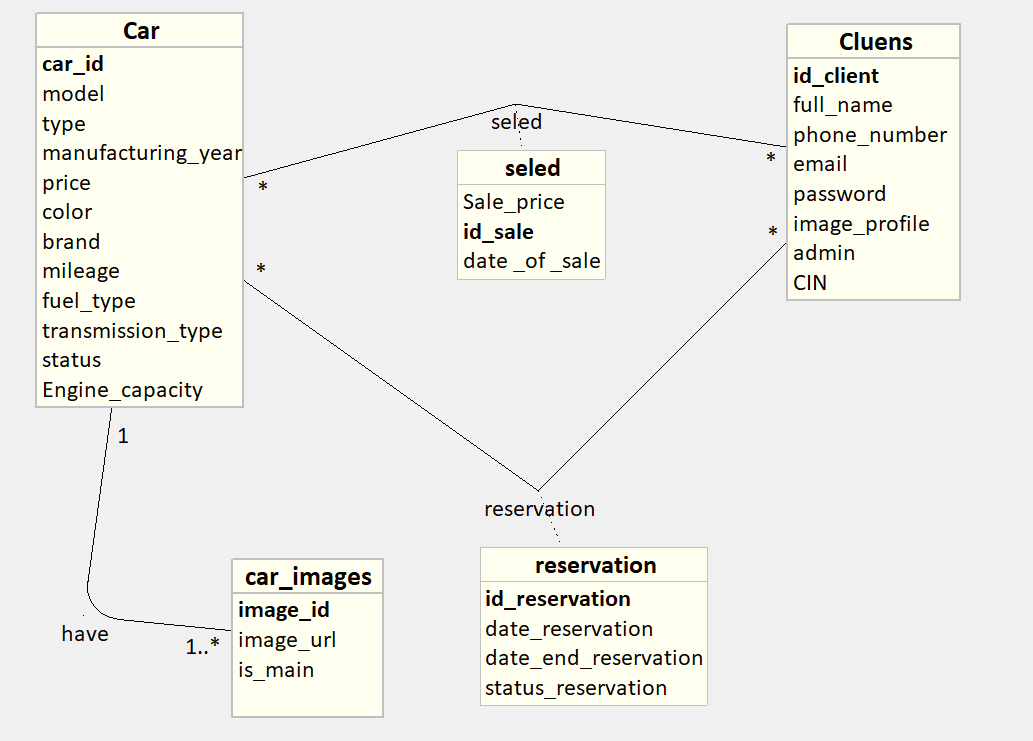 Car
car_id
model
type
manufacturing_year
price
color
brand
mileage
fuel_type
transmission_type
status
Engine_capacity
*
*
1
have
1..*
car_images
image_id
image_url
is_main
seled
seled
Sale_price
id_sale
date _of _sale
Cluens
id_client
full_name
phone_number
email
password
image_profile
admin
CIN
*
*
reservation
reservation
id_reservation
date_reservation
date_end_reservation
status_reservation